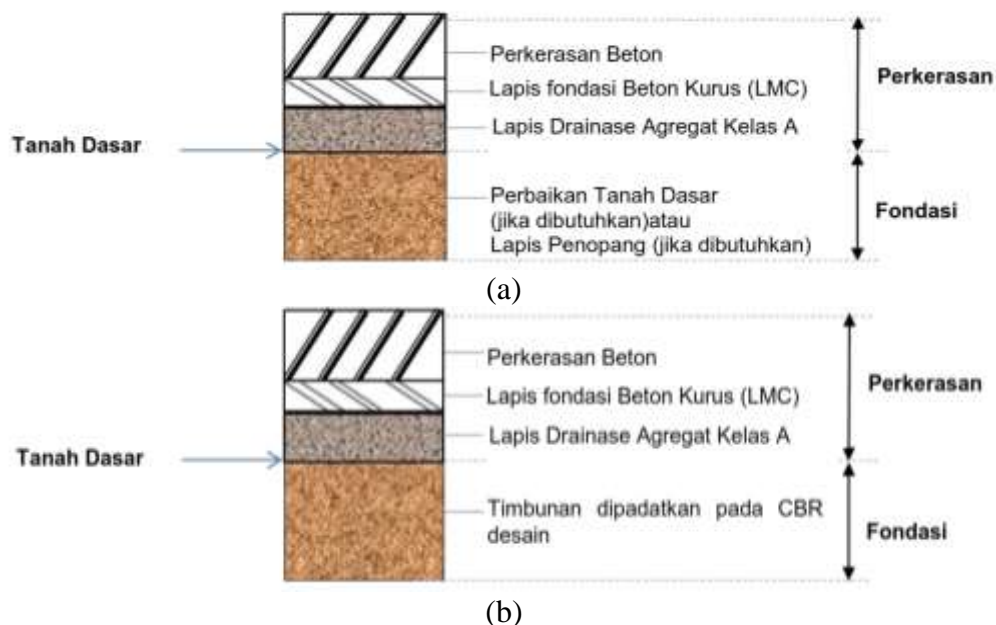 Perkerasan Beton
Perkerasan
Lapis fondasi Beton Kurus (LMC)
Lapis Drainase Agregat Kelas A
Tanah Dasar
Perbaikan Tanah Dasar
(jika dibutuhkan)atau
Lapis Penopang (jika dibutuhkan)
Fondasi
(a)
Perkerasan Beton
Perkerasan
Lapis fondasi Beton Kurus (LMC)
Lapis Drainase Agregat Kelas A
Tanah Dasar
Timbunan dipadatkan pada CBR
desain
Fondasi
(b)